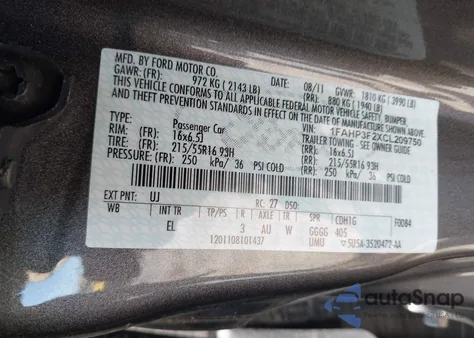 MFD. BY FORD MOTOR CO.
DATE: 08/11 GVWR: 1810 KG ( 3990 LB)
GAWR: (FR): 972 KG ( 2143 LB) (RR): 880 KG ( 1940 LB)
THIS VEHICLE CONFORMS TO ALL APPLICABLE FEDERAL MOTOR VEHICLE SAFETY, BUMPER,
AND THEFT PREVENTION STANDARDS IN EFFECT ON THE DATE OF MANUFACTURE SHOWN ABOVE.
VIN: 1FAHP3F2XCL209750
TYPE: Passenger Car TRAILER TOWING - SEE OWNER GUIDE
RIM: (FR) 16x6.5J (RR) 16x6.5J
TIRE: (FR) 215/55R16 93H (RR) 215/55R16 93H
PRESSURE: (FR) 250 kPa/ 36 PSI COLD (RR) 250 kPa/ 36 PSI COLD
EXT PNT: UJ RC: 27 DSO:
WB INT TR TP/PS R AXLE TR SPR CDH1G F0084
EL 3 AU W GGGG 405
120110810T437 UMU 5U5A-3520472-AA
autoSnap